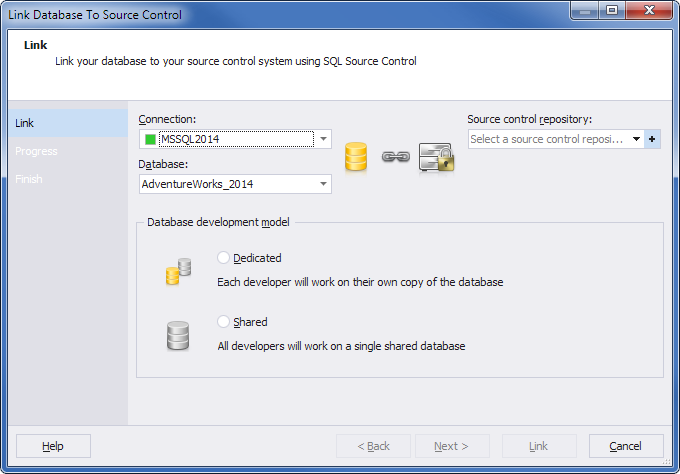 Link Database To Source Control
Link
Link your database to your source control system using SQL Source Control
Link
Progress
Finish
Connection:
MSSQL2014
Database:
AdventureWorks_2014
Source control repository:
Select a source control reposi...
Database development model
Dedicated
Each developer will work on their own copy of the database
Shared
All developers will work on a single shared database
Help
< Back
Next >
Link
Cancel